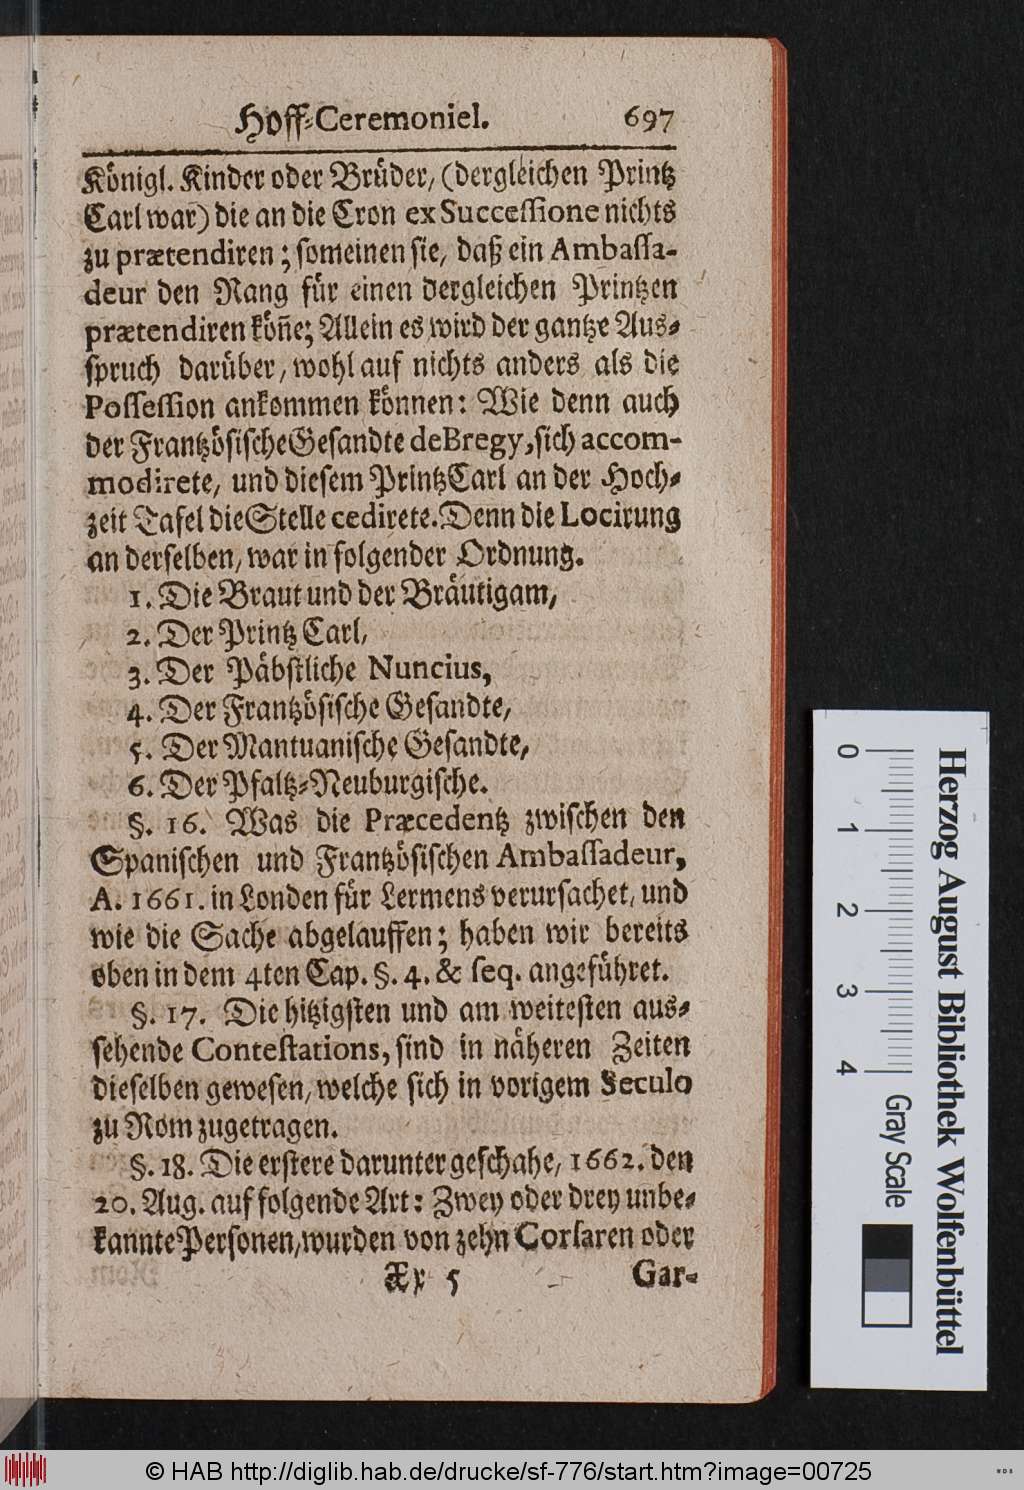 Hoff-Ceremoniel. 697
Königl. Kinder oder Brüder, (dergleichen Printz
Carl war) die an die Cron ex Succeſſione nichts
zu prætendiren; ſo meinen ſie, daß ein Ambaſſa-
deur den Rang für einen dergleichen Printzen
prætendiren koͤñe; Allein es wird der gantze Aus-
ſpruch darüber, wohl auf nichts anders als die
Poſſeſſion ankommen können: Wie denn auch
der Frantzöſiſche Geſandte de Bregy, ſich accom-
modirete, und dieſem Printz Carl an der Hoch-
zeit Tafel die Stelle cedirete. Denn die Locirung
an derſelben, war in folgender Ordnung.
1. Die Braut und der Bräutigam,
2. Der Printz Carl,
3. Der Päbſtliche Nuncius,
4. Der Frantzöſiſche Geſandte,
5. Der Mantuaniſche Geſandte,
6. Der Pfaltz-Neuburgiſche.
§. 16. Was die Præcedentz zwiſchen den
Spaniſchen und Frantzöſiſchen Ambaſſadeur,
A. 1661. in Londen für Lermens verurſachet, und
wie die Sache abgelauffen; haben wir bereits
oben in dem 4ten Cap. §. 4. & ſeq. angeführet.
§. 17. Die hitzigſten und am weiteſten aus-
ſehende Conteſtations, ſind in näheren Zeiten
dieſelben geweſen, welche ſich in vorigem Seculo
zu Rom zugetragen.
§. 18. Die erſtere darunter geſchahe, 1662. den
20. Aug. auf folgende Art: Zwey oder drey unbe-
kannte Perſonen, wurden von zehn Corſaren oder
Xx 5 Gar-
0 1 2 3 4 Gray Scale
Herzog August Bibliothek Wolfenbüttel
© HAB http://diglib.hab.de/drucke/sf-776/start.htm?image=00725
WDB